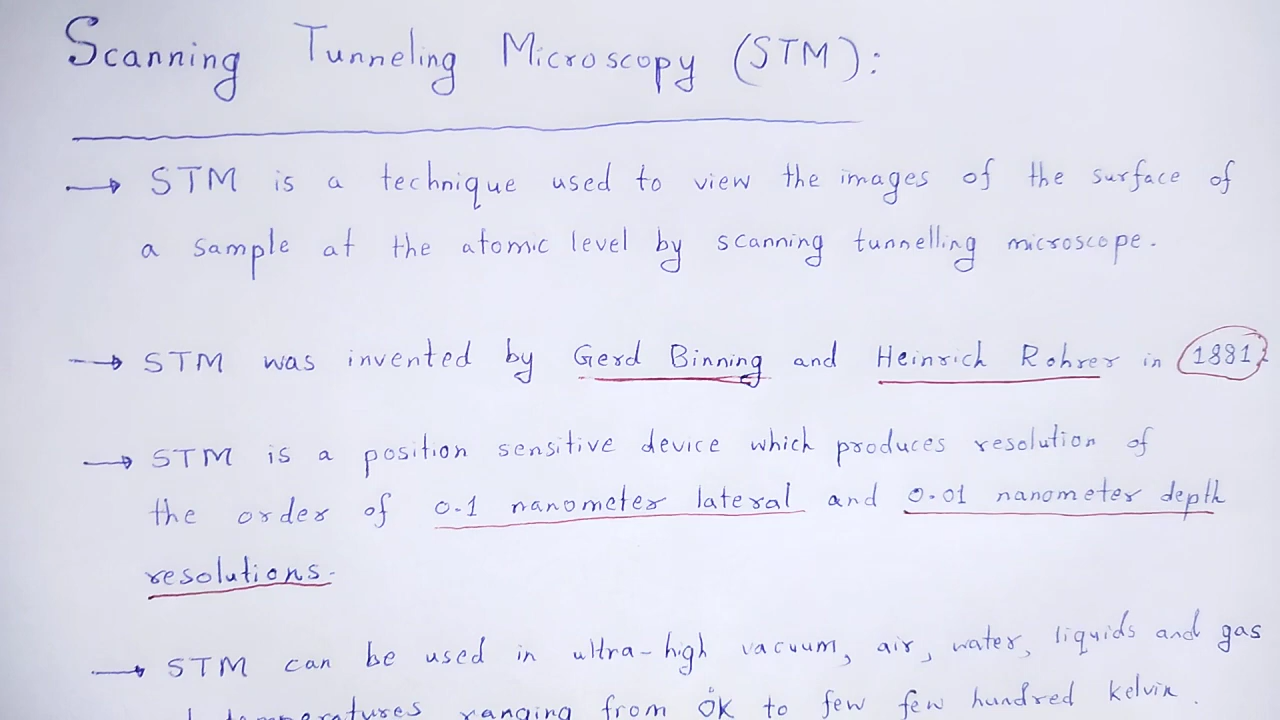 Scanning Tunneling Microscopy (STM):
→ STM is a technique used to view the images of the surface of
a sample at the atomic level by scanning tunnelling microscope.
→ STM was invented by Gerd Binning and Heinrich Rohrer in 1881
→ STM is a position sensitive device which produces resolution of
the order of 0.1 nanometer lateral and 0.01 nanometer depth
resolutions.
→ STM can be used in ultra-high vacuum, air, water, liquids and gas
temperatures ranging from 0K to few few hundred kelvin.